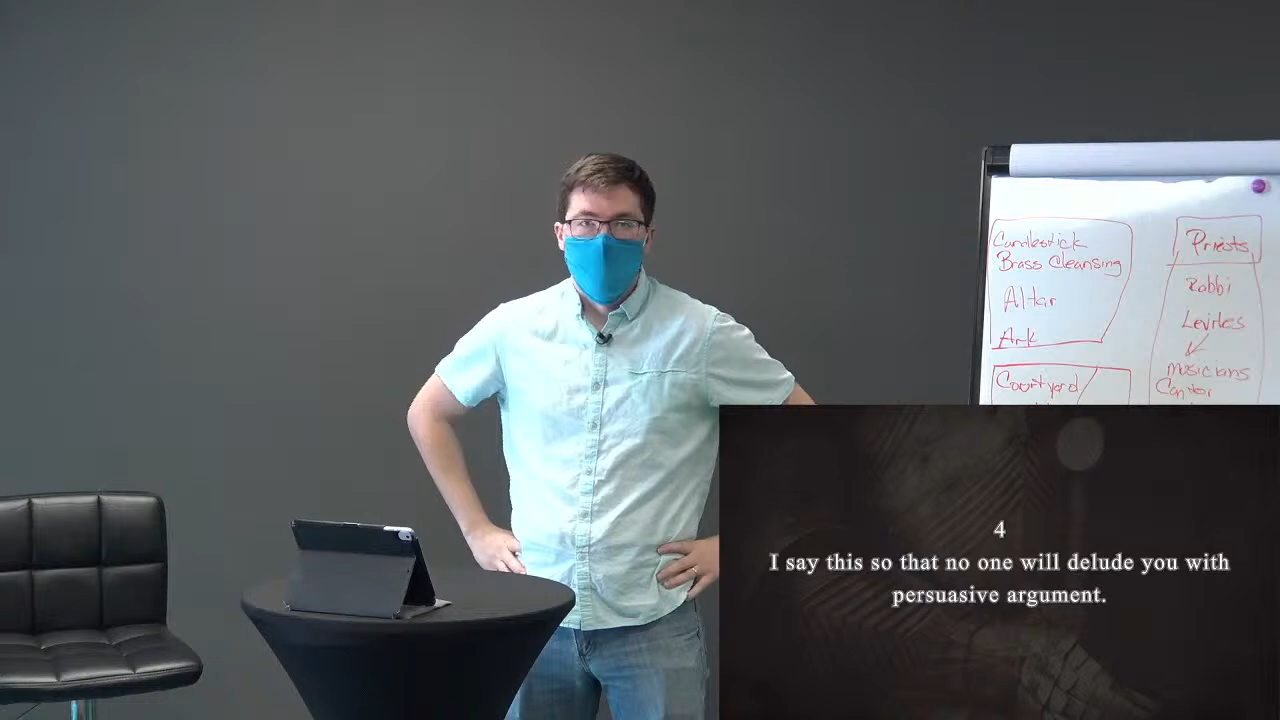 Candlestick
Brass Cleansing
Altar
Ark
Courtyard
Priests
Rabbi
Levites
Musicians
Cantor
4
I say this so that no one will delude you with
persuasive argument.